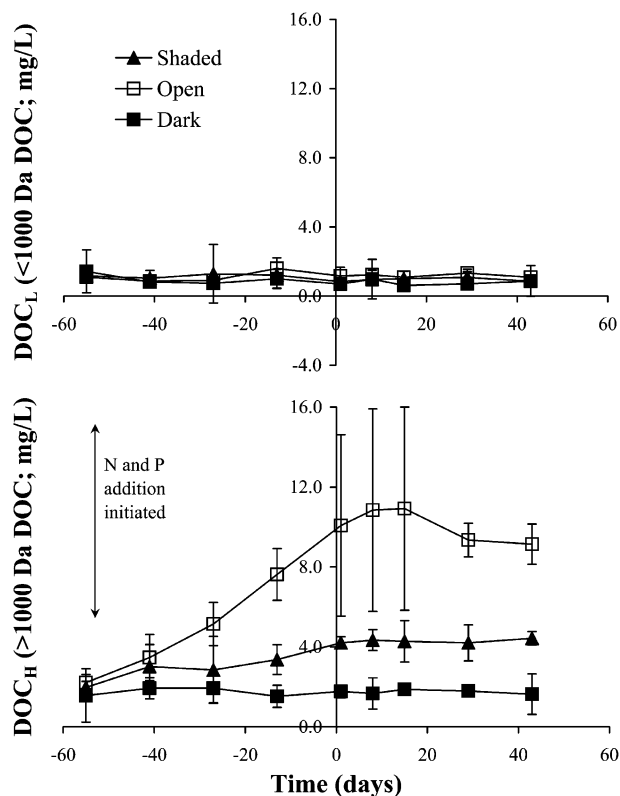 16.0
Shaded
Open
Dark
12.0
8.0
4.0
0.0
-60 -40 -20 0 20 40 60
-4.0
DOCL (<1000 Da DOC; mg/L)
16.0
N and P
addition
initiated
12.0
8.0
4.0
0.0
-60 -40 -20 0 20 40 60
DOCH (>1000 Da DOC; mg/L)
Time (days)